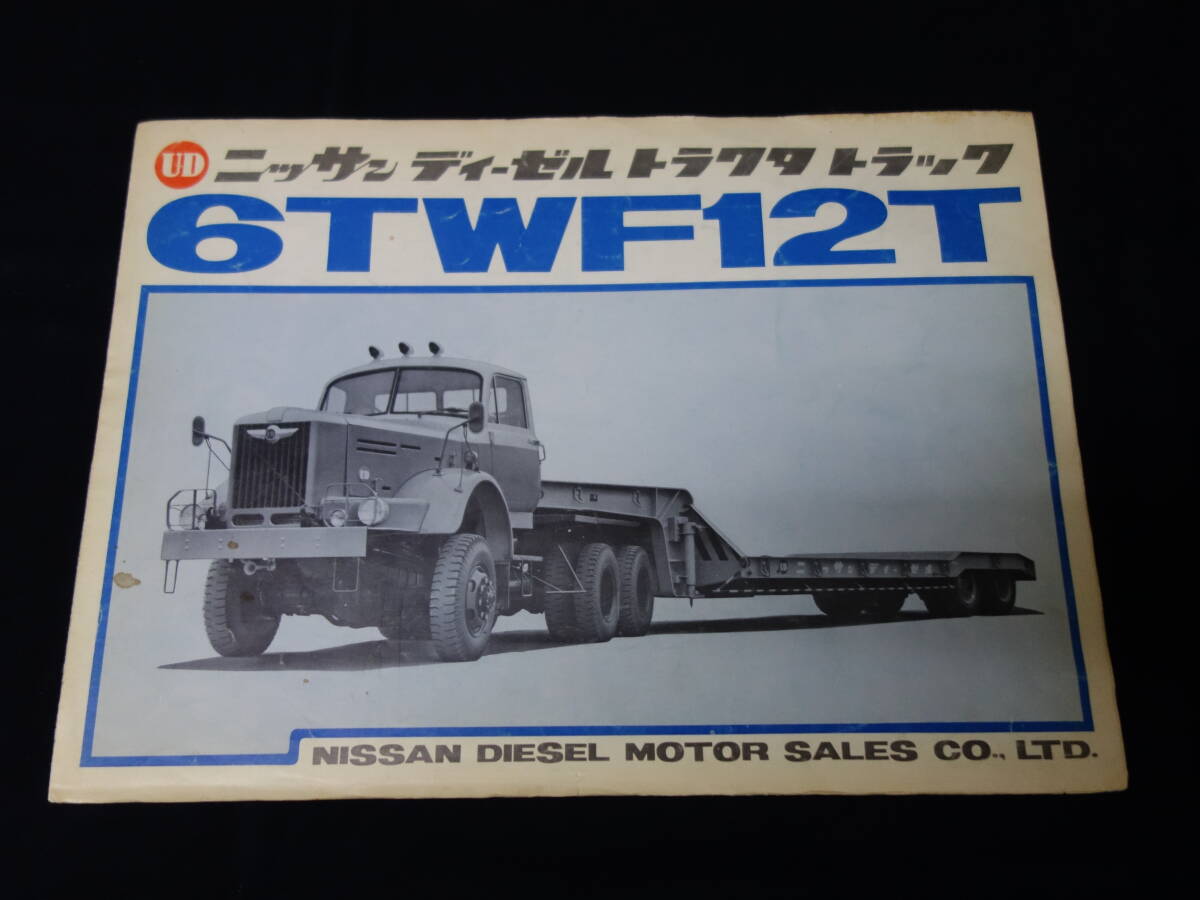 UD ニッサン ディーゼル トラクタ トラック
6TWF12T
NISSAN DIESEL MOTOR SALES CO., LTD.